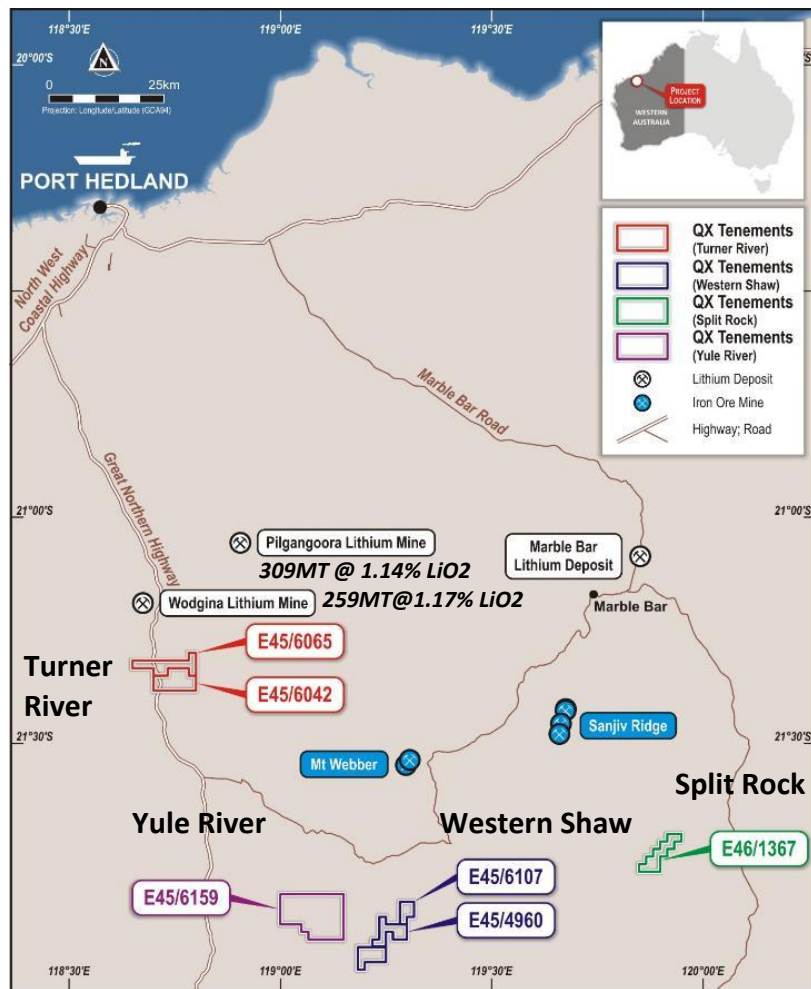 118°30'E
119°00'E
20°00'S
0
25km
Projection: Longitude/Latitude (GCA94)
PORT HEDLAND
North West
Coastal Highway
PROJECT
LOCATION
WESTERN
AUSTRALIA
QX Tenements
(Turner River)
QX Tenements
(Western Shaw)
QX Tenements
(Split Rock)
QX Tenements
(Yule River)
Lithium Deposit
Iron Ore Mine
Highway; Road
Marble Bar Road
Great Northern Highway
21°00'S
21°00'S
Pilgangoora Lithium Mine
309MT @ 1.14% LiO2
Marble Bar
Lithium Deposit
Wodgina Lithium Mine
259MT@1.17% LiO2
Marble Bar
E45/6065
Turner
River
E45/6042
Sanjiv Ridge
21°30'S
21°30'S
Mt Webber
Split Rock
Yule River
Western Shaw
E46/1367
E45/6107
E45/6159
E45/4960
118°30'E
119°00'E
119°30'E
120°00'E